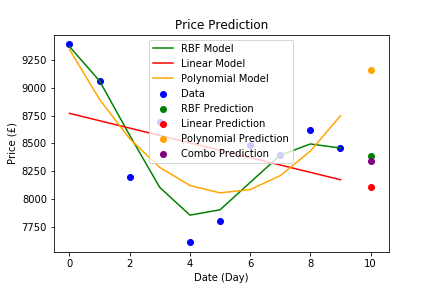 Price Prediction
Price (£)
9250
9000
8750
8500
8250
8000
7750
RBF Model
Linear Model
Polynomial Model
Data
RBF Prediction
Linear Prediction
Polynomial Prediction
Combo Prediction
0
2
4
6
8
10
Date (Day)